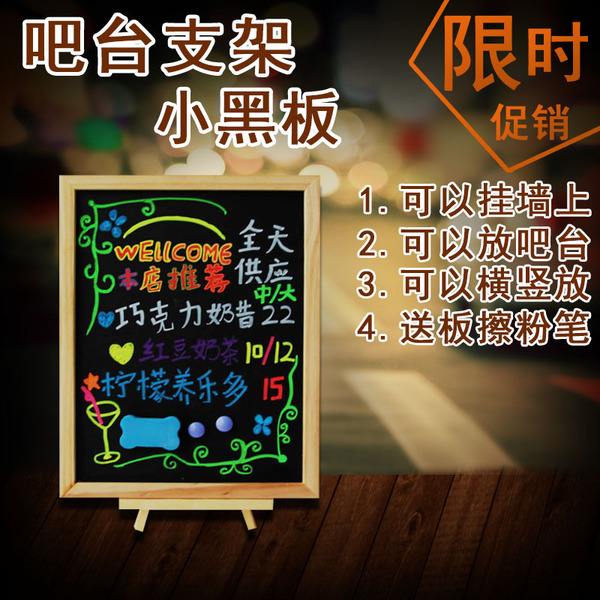 吧台支架
小黑板
限时
促销
1.可以挂墙上
2.可以放吧台
3.可以横竖放
4.送板擦粉笔
WELLCOME
本店推荐
全天
供应
中/大
巧克力奶昔 22
红豆奶茶 10/12
柠檬养乐多 15